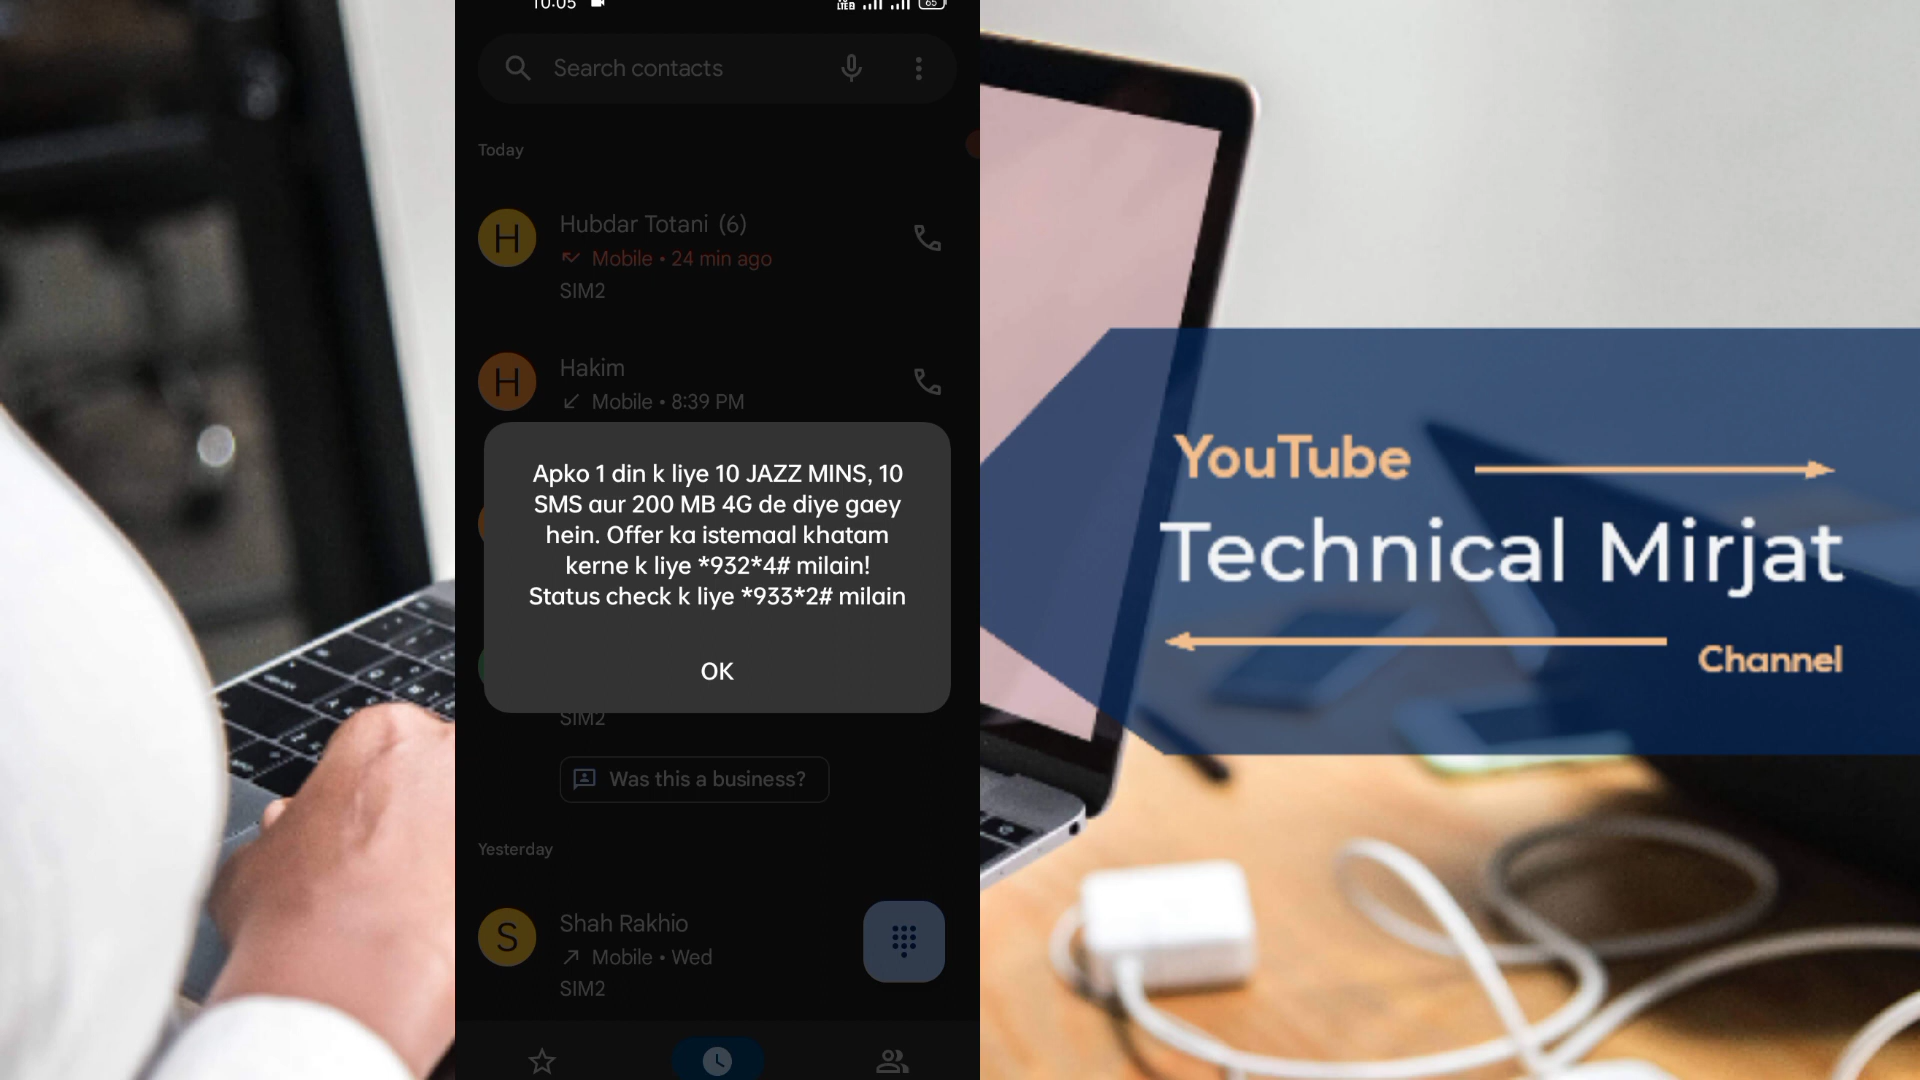 10:05
65
Search contacts
Today
H
Hubdar Totani (6)
Mobile • 24 min ago
SIM2
H
Hakim
Mobile • 8:39 PM
Apko 1 din k liye 10 JAZZ MINS, 10
SMS aur 200 MB 4G de diye gaey
hein. Offer ka istemaal khatam
kerne k liye *932*4# milain!
Status check k liye *933*2# milain
OK
SIM2
Was this a business?
Yesterday
S
Shah Rakhio
Mobile • Wed
SIM2
YouTube
Technical Mirjat
Channel